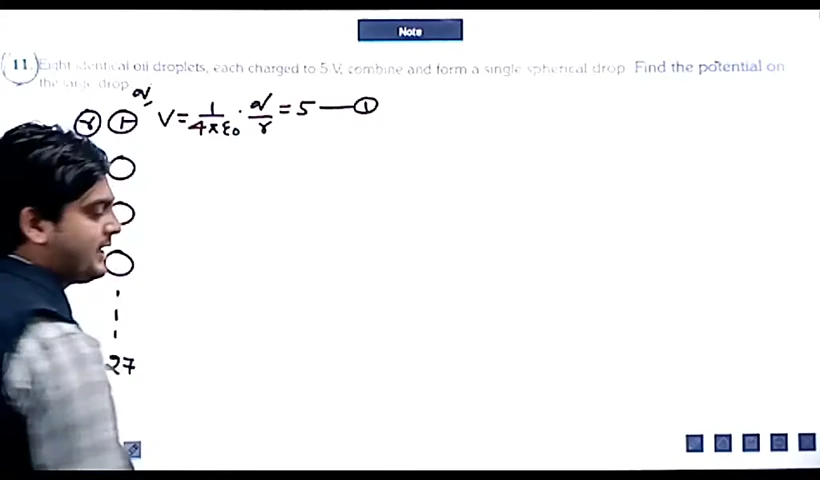 Note
11. Eight identical oil droplets, each charged to 5 V, combine and form a single spherical drop. Find the potential on
the large drop.
q,
r r V = 1/4πε₀ · q/r = 5 — ①
27